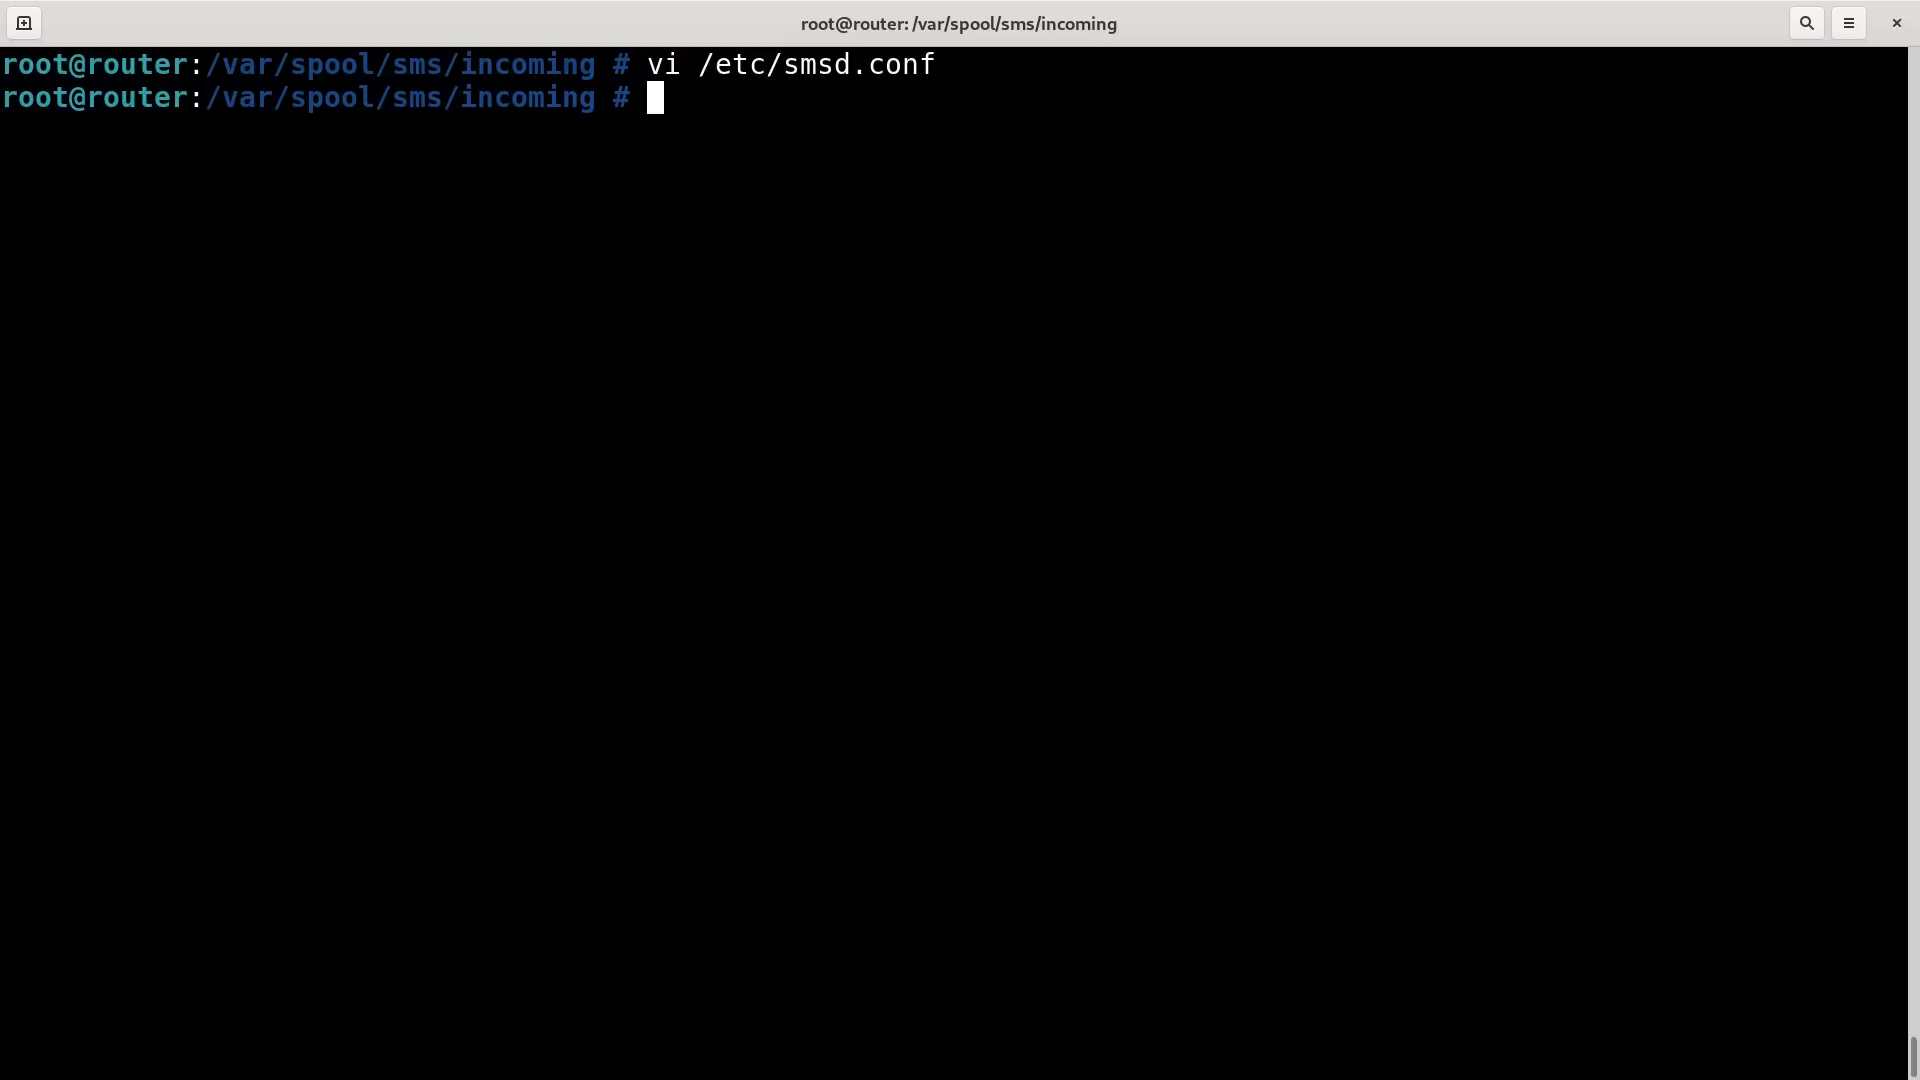 root@router: /var/spool/sms/incoming
root@router:/var/spool/sms/incoming # vi /etc/smsd.conf
root@router:/var/spool/sms/incoming #